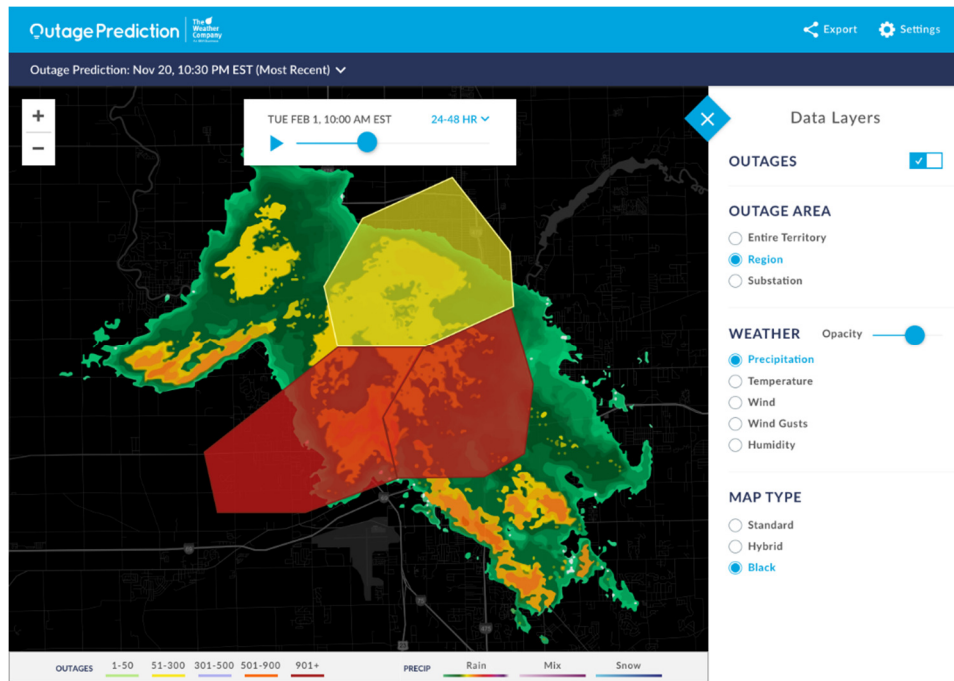 Outage Prediction
The
Weather
Company
Export
Settings
Outage Prediction: Nov 20, 10:30 PM EST (Most Recent)
+
−
TUE FEB 1, 10:00 AM EST
24-48 HR
Data Layers
OUTAGES
OUTAGE AREA
Entire Territory
Region
Substation
WEATHER Opacity
Precipitation
Temperature
Wind
Wind Gusts
Humidity
MAP TYPE
Standard
Hybrid
Black
OUTAGES 1-50 51-300 301-500 501-900 901+ PRECIP Rain Mix Snow